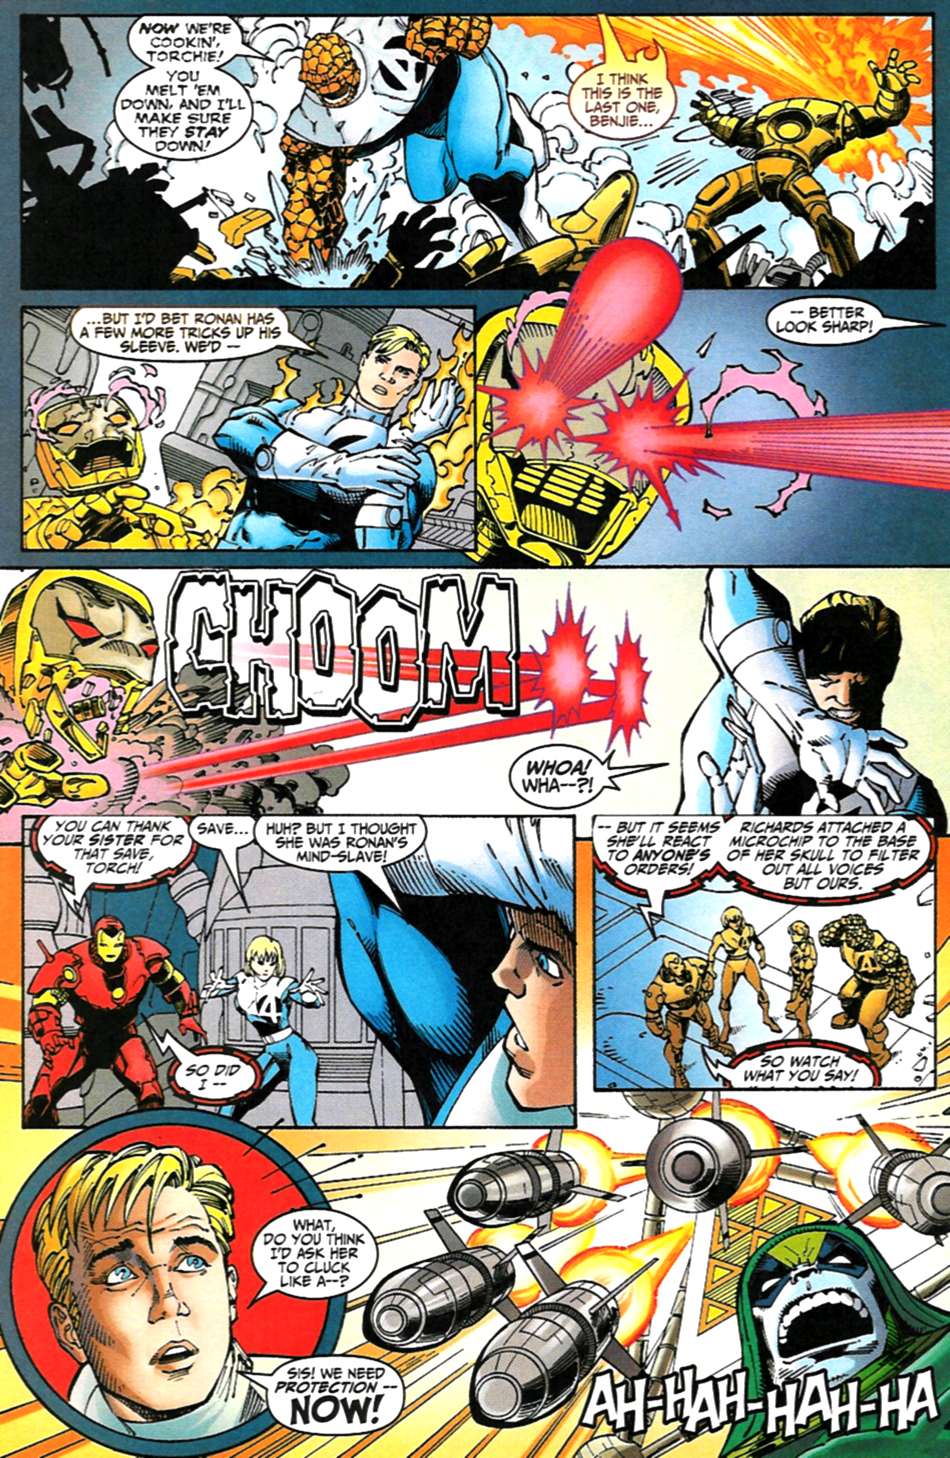 NOW WE'RE
COOKIN',
TORCHIE!
YOU
MELT 'EM
DOWN, AND I'LL
MAKE SURE
THEY STAY
DOWN!
4
I THINK
THIS IS THE
LAST ONE,
BENJIE...
...BUT I'D BET RONAN HAS
A FEW MORE TRICKS UP HIS
SLEEVE. WE'D --
-- BETTER
LOOK SHARP!
CHOOM
WHOA!
WHA--?!
YOU CAN THANK
YOUR SISTER FOR
THAT SAVE,
TORCH!
SAVE...
HUH? BUT I THOUGHT
SHE WAS RONAN'S
MIND-SLAVE!
4
SO DID
I --
-- BUT IT SEEMS
SHE'LL REACT
TO ANYONE'S
ORDERS!
RICHARDS ATTACHED A
MICROCHIP TO THE BASE
OF HER SKULL TO FILTER
OUT ALL VOICES
BUT OURS.
4
4
SO WATCH
WHAT YOU SAY!
WHAT,
DO YOU THINK
I'D ASK HER
TO CLUCK
LIKE A--?
SIS! WE NEED
PROTECTION --
NOW!
AH-HAH-HAH-HA